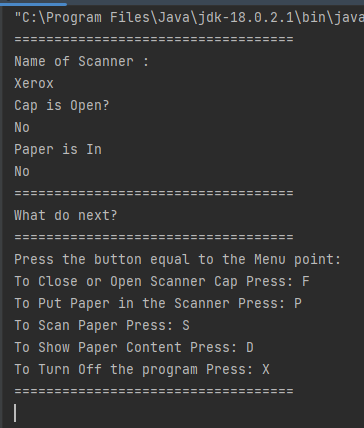 "C:\Program Files\Java\jdk-18.0.2.1\bin\java
==================================
Name of Scanner :
Xerox
Cap is Open?
No
Paper is In
No
==================================
What do next?
==================================
Press the button equal to the Menu point:
To Close or Open Scanner Cap Press: F
To Put Paper in the Scanner Press: P
To Scan Paper Press: S
To Show Paper Content Press: D
To Turn Off the program Press: X
==================================